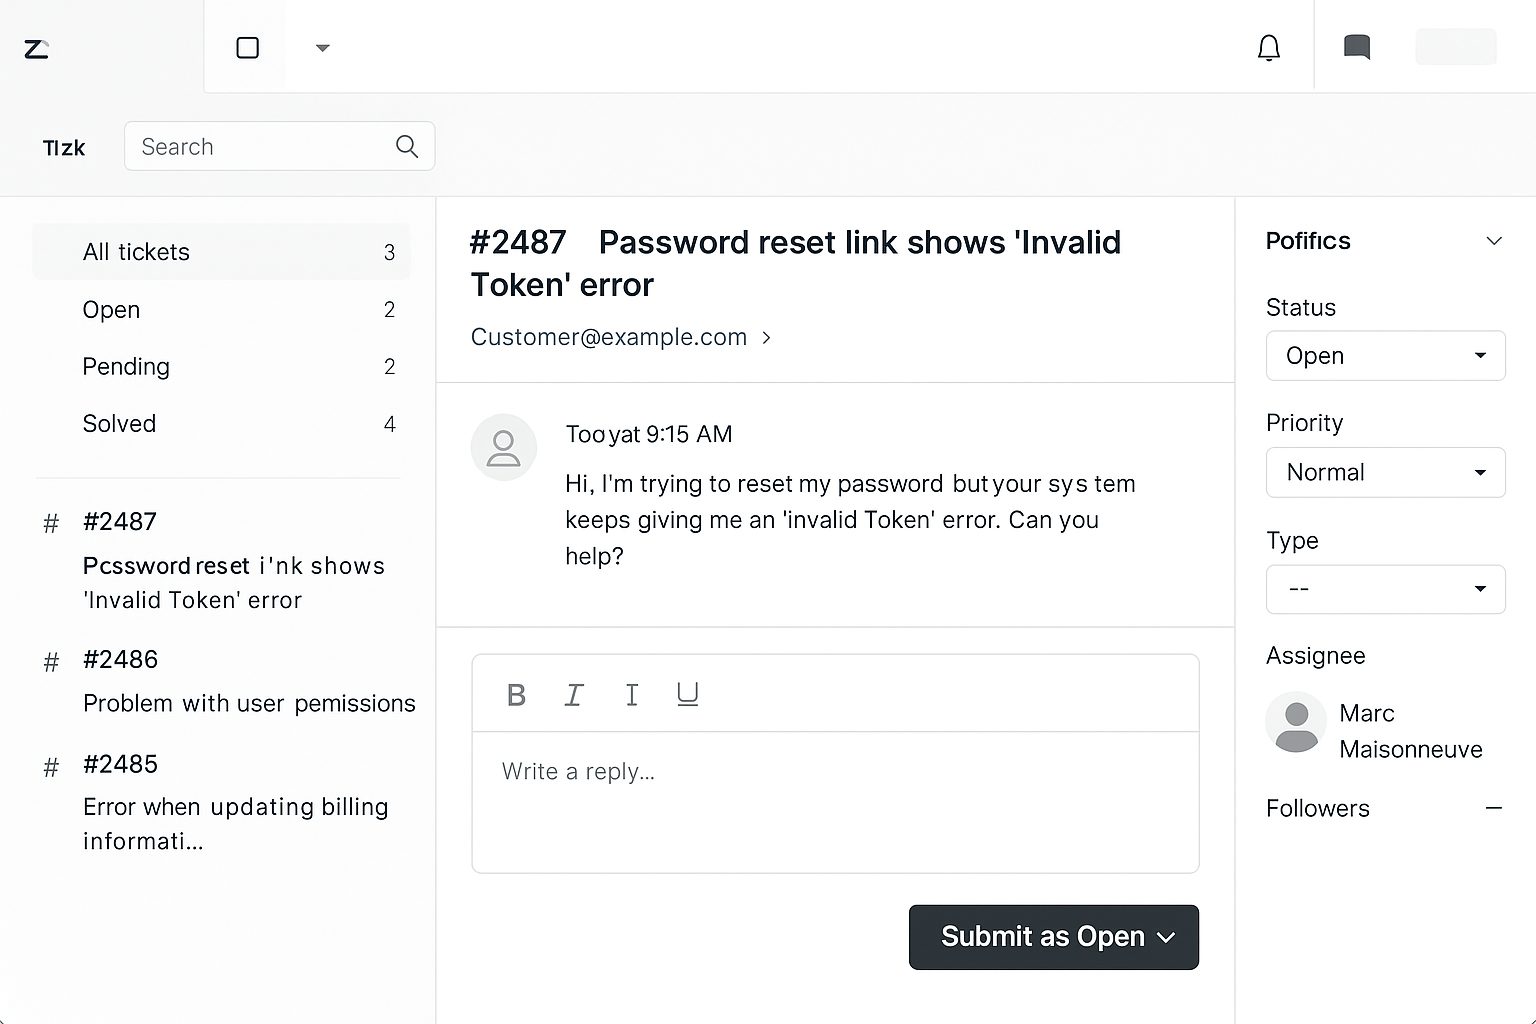 Z
TIzk
Search
All tickets 3
Open 2
Pending 2
Solved 4
# #2487
Pcssword reset i'nk shows
'Invalid Token' error
# #2486
Problem with user pemissions
# #2485
Error when updating billing
informati...
#2487 Password reset link shows 'Invalid
Token' error
Customer@example.com >
Tooyat 9:15 AM
Hi, I'm trying to reset my password but your sys tem
keeps giving me an 'invalid Token' error. Can you
help?
B I I U
Write a reply...
Submit as Open
Pofifics
Status
Open
Priority
Normal
Type
--
Assignee
Marc
Maisonneuve
Followers